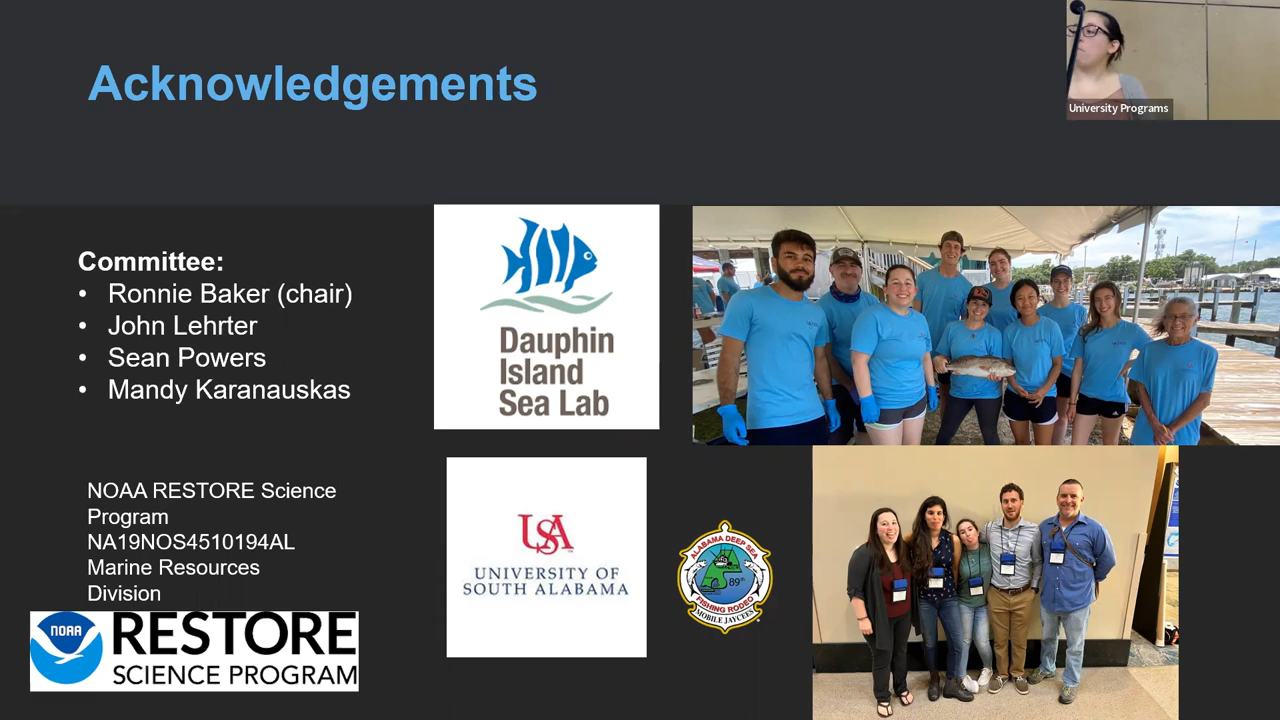 Acknowledgements
University Programs
Committee:
• Ronnie Baker (chair)
• John Lehrter
• Sean Powers
• Mandy Karanauskas
Dauphin
Island
Sea Lab
NOAA RESTORE Science
Program
NA19NOS4510194AL
Marine Resources
Division
NOAA
RESTORE
SCIENCE PROGRAM
USA
UNIVERSITY OF
SOUTH ALABAMA
ALABAMA DEEP SEA
89th
FISHING RODEO
MOBILE JAYCEES